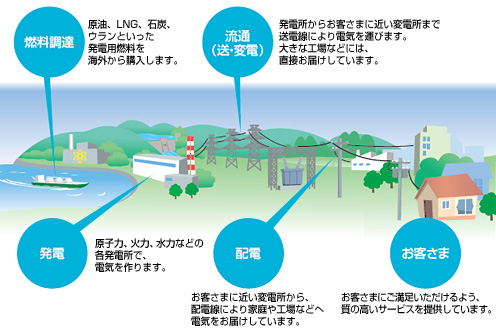 燃料調達
原油、LNG、石炭、
ウランといった
発電用燃料を
海外から購入します。
流通
(送・変電)
発電所からお客さまに近い変電所まで
送電線により電気を運びます。
大きな工場などには、
直接お届けしています。
発電
原子力、火力、水力などの
各発電所で、
電気を作ります。
配電
お客さまに近い変電所から、
配電線により家庭や工場などへ
電気をお届けしています。
お客さま
お客さまにご満足いただけるよう、
質の高いサービスを提供しています。